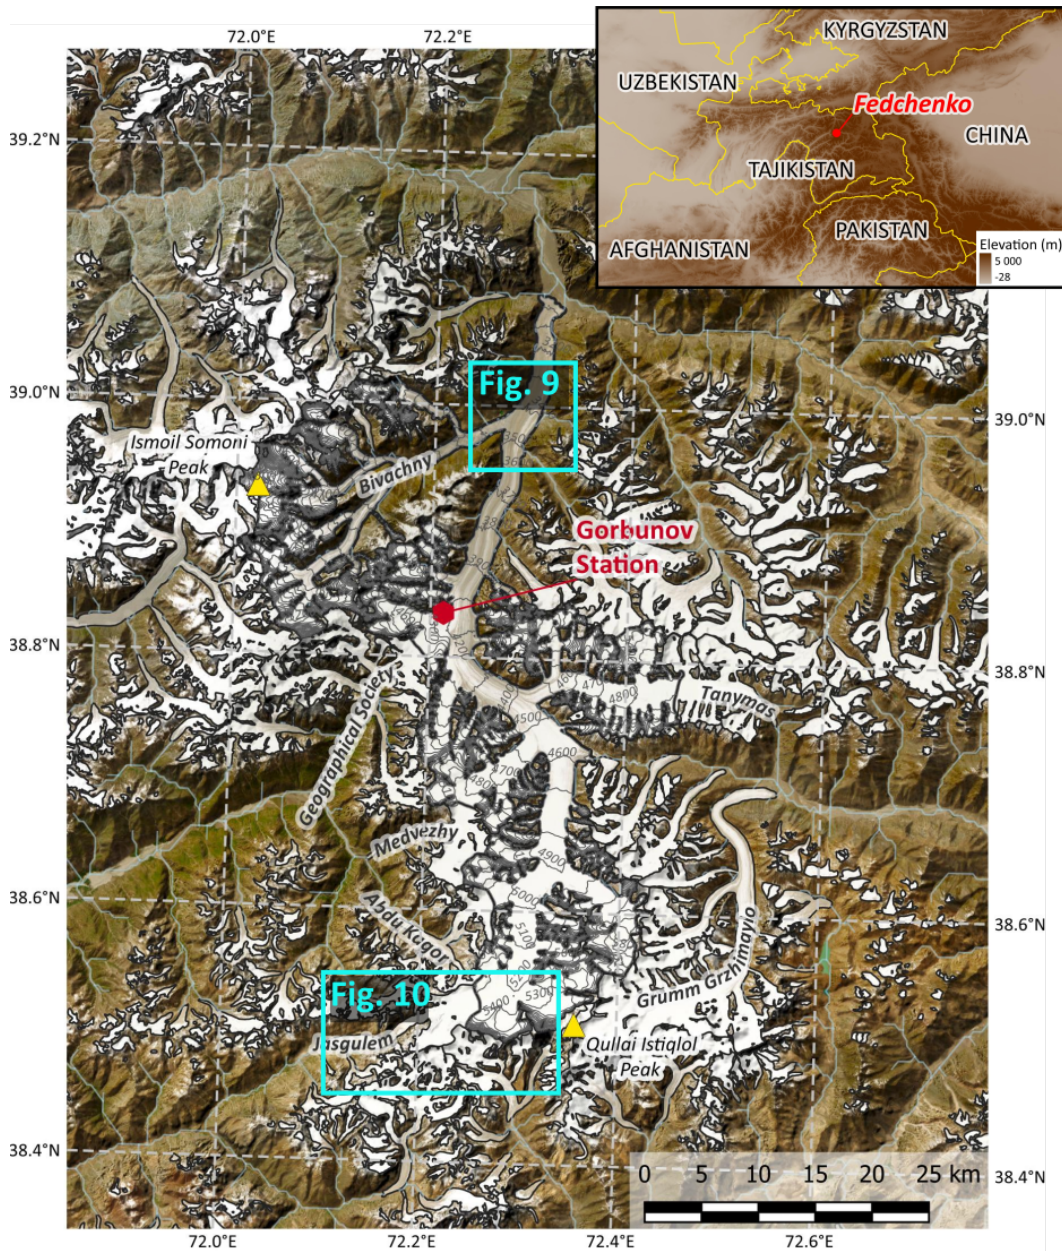 72.0°E
72.2°E
KYRGYZSTAN
UZBEKISTAN
Fedchenko
CHINA
TAJIKISTAN
PAKISTAN
AFGHANISTAN
Elevation (m)
5 000
-28
39.2°N
39.0°N
39.0°N
Fig. 9
Ismoil Somoni
Peak
Bivachny
Gorbunov
Station
38.8°N
38.8°N
Tanymas
4800
4500
4600
Geographical Society
4700
4800
Medvezhy
4900
5000
5100
38.6°N
38.6°N
Abdu Kagor
Grumm Grzhimaylo
5200
5300
5400
Fig. 10
Jasgulem
Qullai Istiqlol
Peak
38.4°N
38.4°N
0 5 10 15 20 25 km
72.0°E
72.2°E
72.4°E
72.6°E